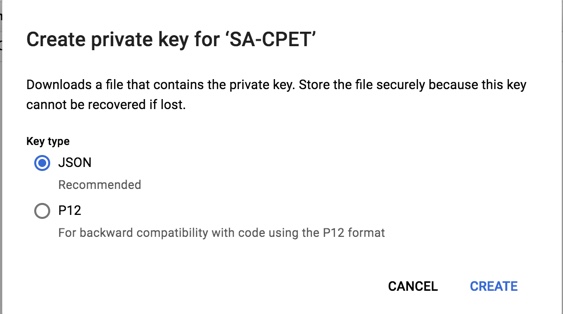 Create private key for ‘SA-CPET’
Downloads a file that contains the private key. Store the file securely because this key
cannot be recovered if lost.
Key type
JSON
Recommended
P12
For backward compatibility with code using the P12 format
CANCEL CREATE